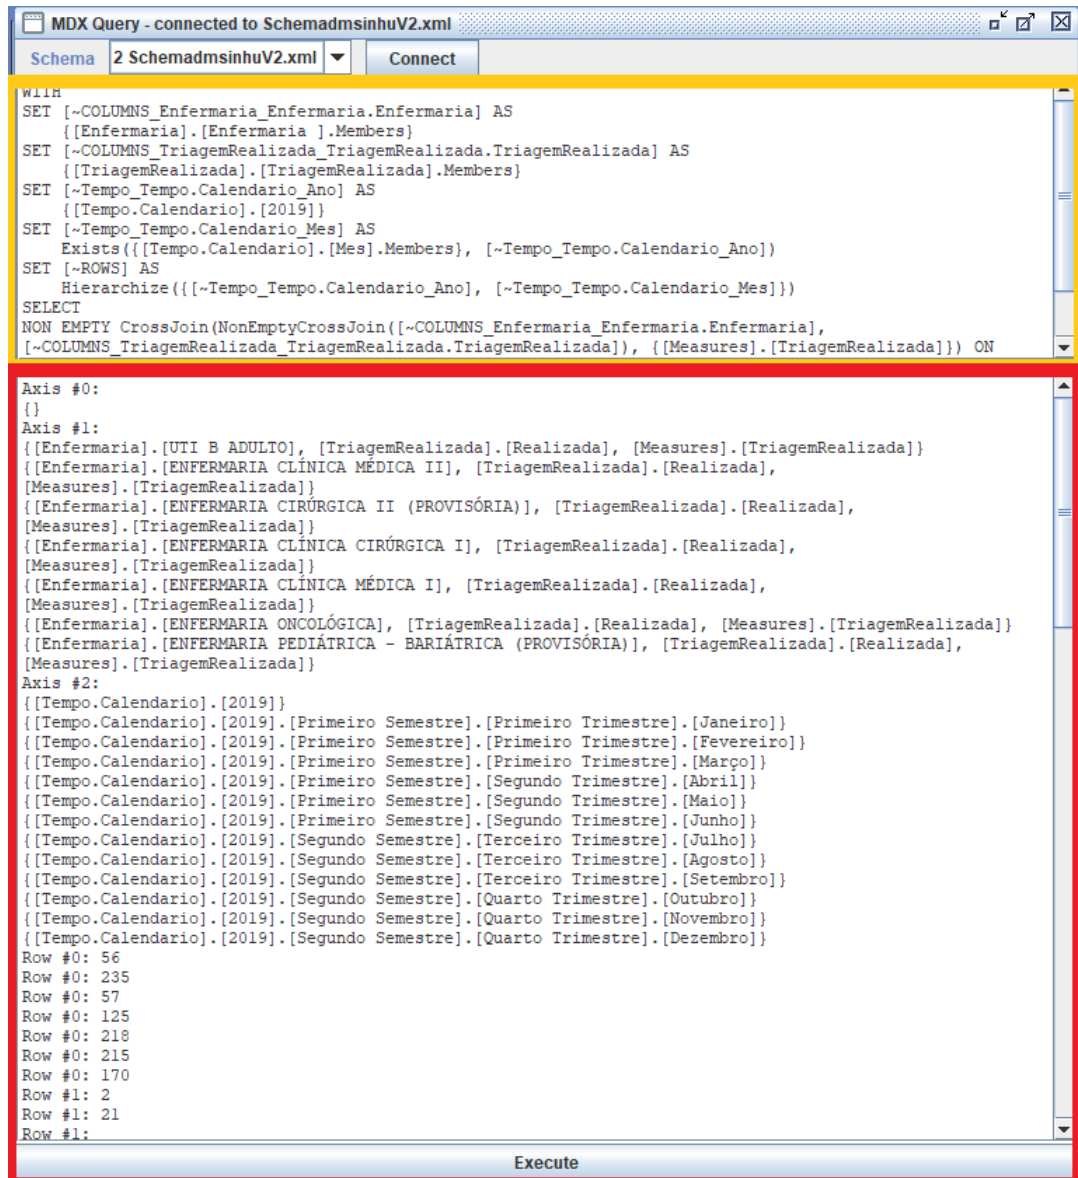 MDX Query - connected to SchemadmsinhuV2.xml
Schema 2 SchemadmsinhuV2.xml Connect
WITH
SET [~COLUMNS_Enfermaria_Enfermaria.Enfermaria] AS
{[Enfermaria].[Enfermaria ].Members}
SET [~COLUMNS_TriagemRealizada_TriagemRealizada.TriagemRealizada] AS
{[TriagemRealizada].[TriagemRealizada].Members}
SET [~Tempo_Tempo.Calendario_Ano] AS
{[Tempo.Calendario].[2019]}
SET [~Tempo_Tempo.Calendario_Mes] AS
Exists({[Tempo.Calendario].[Mes].Members}, [~Tempo_Tempo.Calendario_Ano])
SET [~ROWS] AS
Hierarchize({[~Tempo_Tempo.Calendario_Ano], [~Tempo_Tempo.Calendario_Mes]})
SELECT
NON EMPTY CrossJoin(NonEmptyCrossJoin([~COLUMNS_Enfermaria_Enfermaria.Enfermaria],
[~COLUMNS_TriagemRealizada_TriagemRealizada.TriagemRealizada]), {[Measures].[TriagemRealizada]}) ON
Axis #0:
{}
Axis #1:
{[Enfermaria].[UTI B ADULTO], [TriagemRealizada].[Realizada], [Measures].[TriagemRealizada]}
{[Enfermaria].[ENFERMARIA CLÍNICA MÉDICA II], [TriagemRealizada].[Realizada],
[Measures].[TriagemRealizada]}
{[Enfermaria].[ENFERMARIA CIRÚRGICA II (PROVISÓRIA)], [TriagemRealizada].[Realizada],
[Measures].[TriagemRealizada]}
{[Enfermaria].[ENFERMARIA CLÍNICA CIRÚRGICA I], [TriagemRealizada].[Realizada],
[Measures].[TriagemRealizada]}
{[Enfermaria].[ENFERMARIA CLÍNICA MÉDICA I], [TriagemRealizada].[Realizada],
[Measures].[TriagemRealizada]}
{[Enfermaria].[ENFERMARIA ONCOLÓGICA], [TriagemRealizada].[Realizada], [Measures].[TriagemRealizada]}
{[Enfermaria].[ENFERMARIA PEDIÁTRICA - BARIÁTRICA (PROVISÓRIA)], [TriagemRealizada].[Realizada],
[Measures].[TriagemRealizada]}
Axis #2:
{[Tempo.Calendario].[2019]}
{[Tempo.Calendario].[2019].[Primeiro Semestre].[Primeiro Trimestre].[Janeiro]}
{[Tempo.Calendario].[2019].[Primeiro Semestre].[Primeiro Trimestre].[Fevereiro]}
{[Tempo.Calendario].[2019].[Primeiro Semestre].[Primeiro Trimestre].[Março]}
{[Tempo.Calendario].[2019].[Primeiro Semestre].[Segundo Trimestre].[Abril]}
{[Tempo.Calendario].[2019].[Primeiro Semestre].[Segundo Trimestre].[Maio]}
{[Tempo.Calendario].[2019].[Primeiro Semestre].[Segundo Trimestre].[Junho]}
{[Tempo.Calendario].[2019].[Segundo Semestre].[Terceiro Trimestre].[Julho]}
{[Tempo.Calendario].[2019].[Segundo Semestre].[Terceiro Trimestre].[Agosto]}
{[Tempo.Calendario].[2019].[Segundo Semestre].[Terceiro Trimestre].[Setembro]}
{[Tempo.Calendario].[2019].[Segundo Semestre].[Quarto Trimestre].[Outubro]}
{[Tempo.Calendario].[2019].[Segundo Semestre].[Quarto Trimestre].[Novembro]}
{[Tempo.Calendario].[2019].[Segundo Semestre].[Quarto Trimestre].[Dezembro]}
Row #0: 56
Row #0: 235
Row #0: 57
Row #0: 125
Row #0: 218
Row #0: 215
Row #0: 170
Row #1: 2
Row #1: 21
Row #1:
Execute